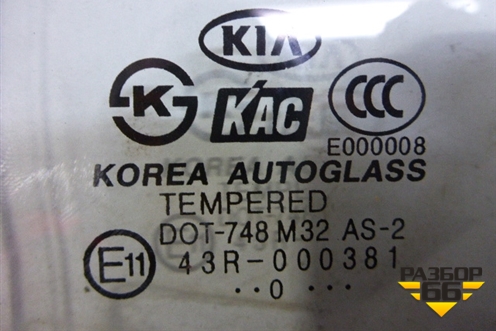 KIA
K KAC CCC
E000008
KOREA AUTOGLASS
TEMPERED
DOT-748 M32 AS-2
E11 43R-000381
..0 ...
РАЗБОР
66